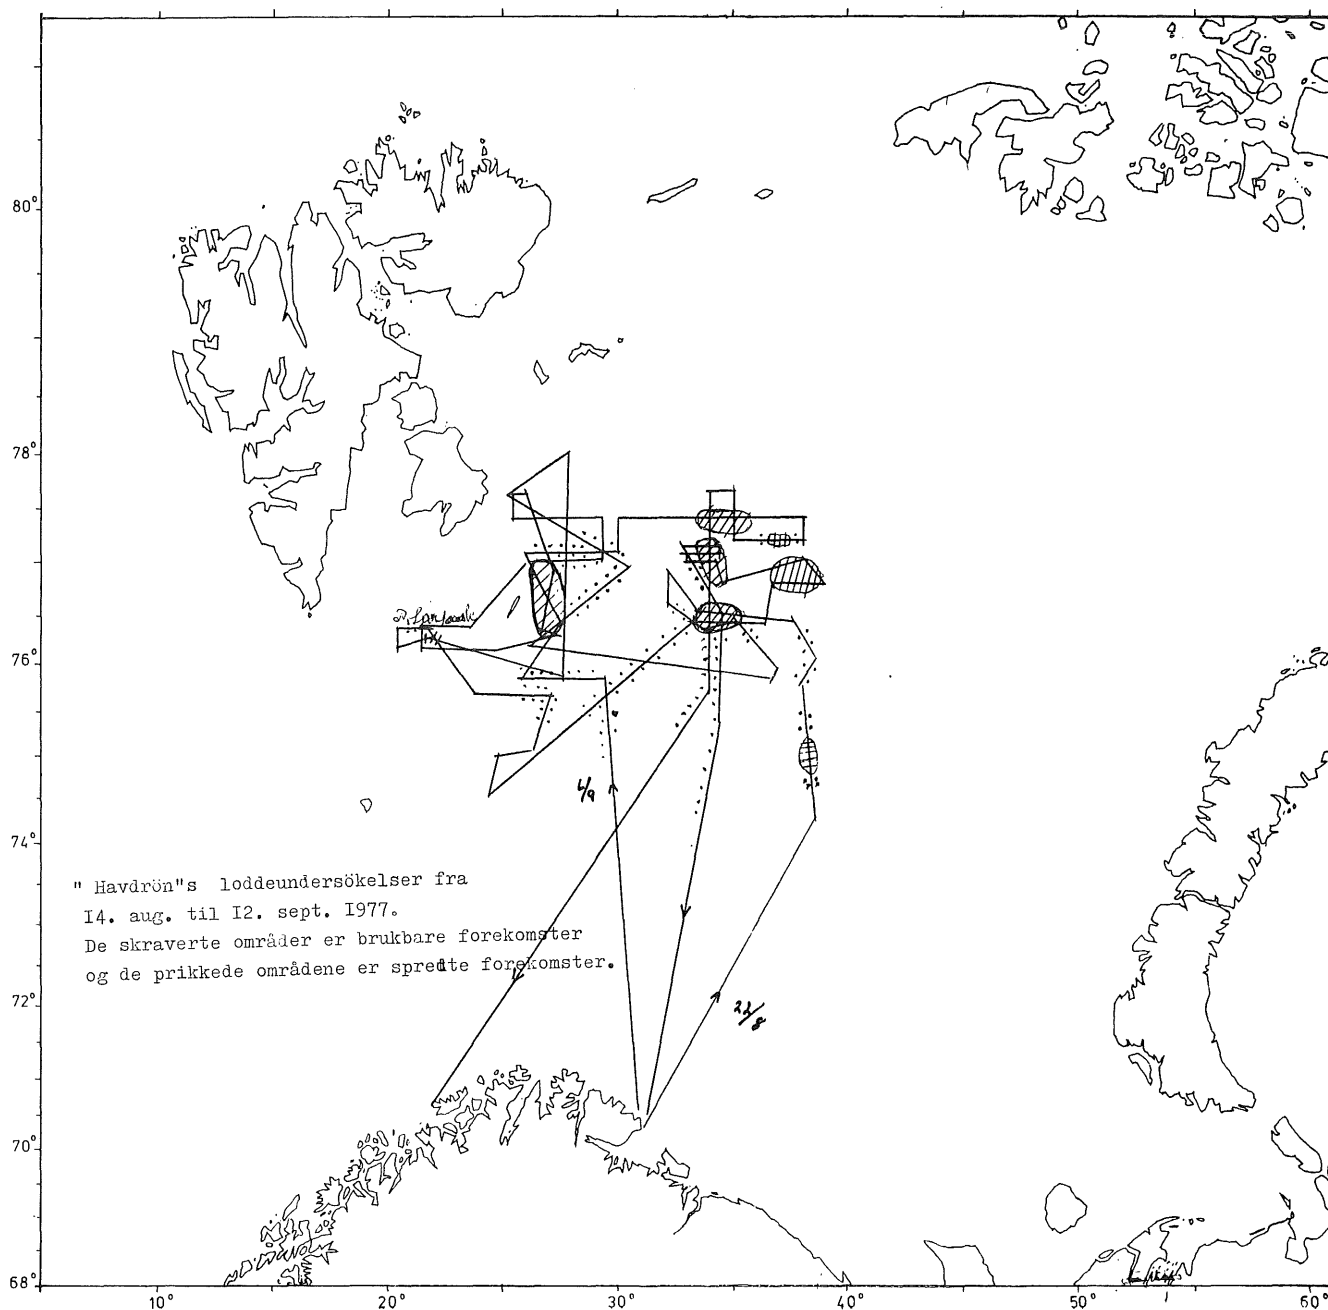 80°
78°
76°
4/9
74°
" Havdrön"s loddeundersökelser fra
I4. aug. til I2. sept. I977.
De skraverte områder er brukbare forekomster
og de prikkede områdene er spredte forekomster.
72°
22/8
70°
68°
10° 20° 30° 40° 50° 60°